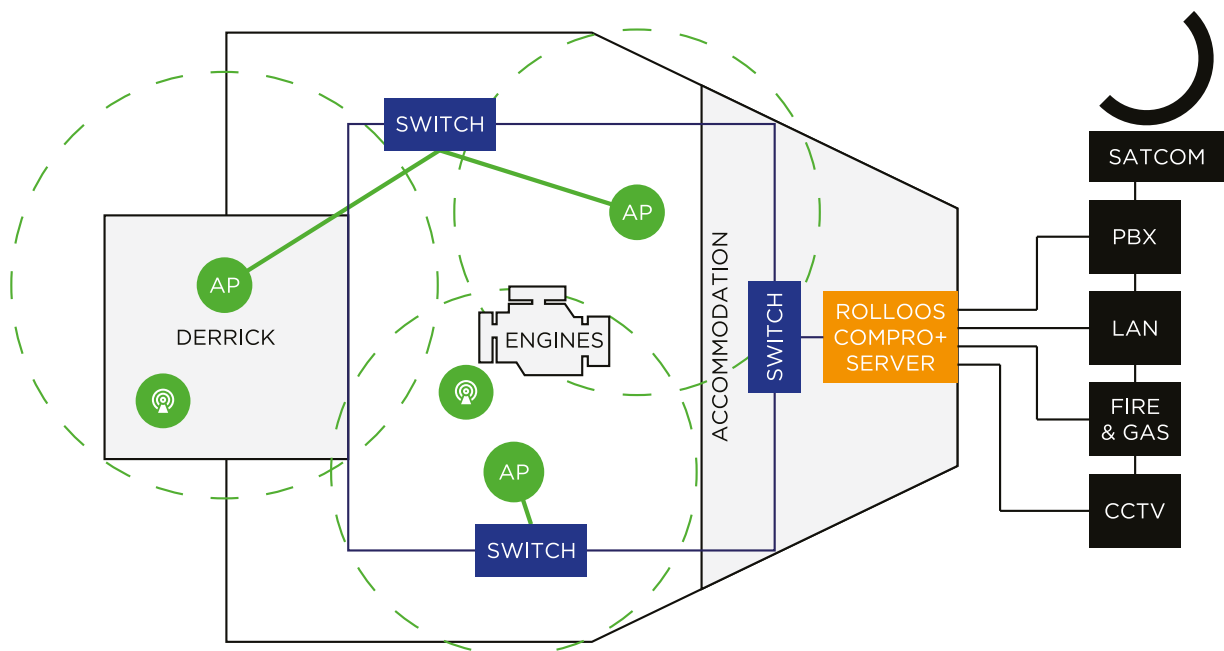 SWITCH
SATCOM
AP
PBX
AP
DERRICK
ENGINES
ACCOMMODATION
SWITCH
ROLLOOS
COMPRO+
SERVER
LAN
FIRE
& GAS
AP
SWITCH
CCTV